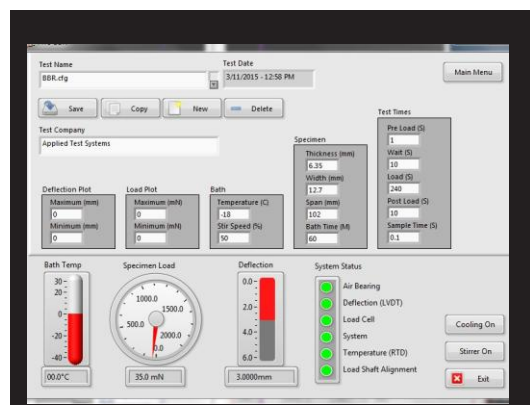 Test Name
BBR.cfg
Test Date
3/11/2015 - 12:58 PM
Main Menu
Save
Copy
New
Delete
Test Company
Applied Test Systems
Deflection Plot
Maximum (mm)
0
Minimum (mm)
0
Load Plot
Maximum (mN)
0
Minimum (mN)
0
Bath
Temperature (C)
-18
Stir Speed (%)
50
Specimen
Thickness (mm)
6.35
Width (mm)
12.7
Span (mm)
102
Bath Time (M)
60
Test Times
Pre Load (S)
1
Wait (S)
10
Load (S)
240
Post Load (S)
10
Sample Time (S)
0.1
Bath Temp
30-
20-
0-
-20-
-40-
00.0°C
Specimen Load
500.0
1000.0
1500.0
2000.0
0.0
35.0 mN
Deflection
0.0-
2.0-
4.0-
6.0-
3.0000mm
System Status
Air Bearing
Deflection (LVDT)
Load Cell
System
Temperature (RTD)
Load Shaft Alignment
Cooling On
Stirrer On
Exit